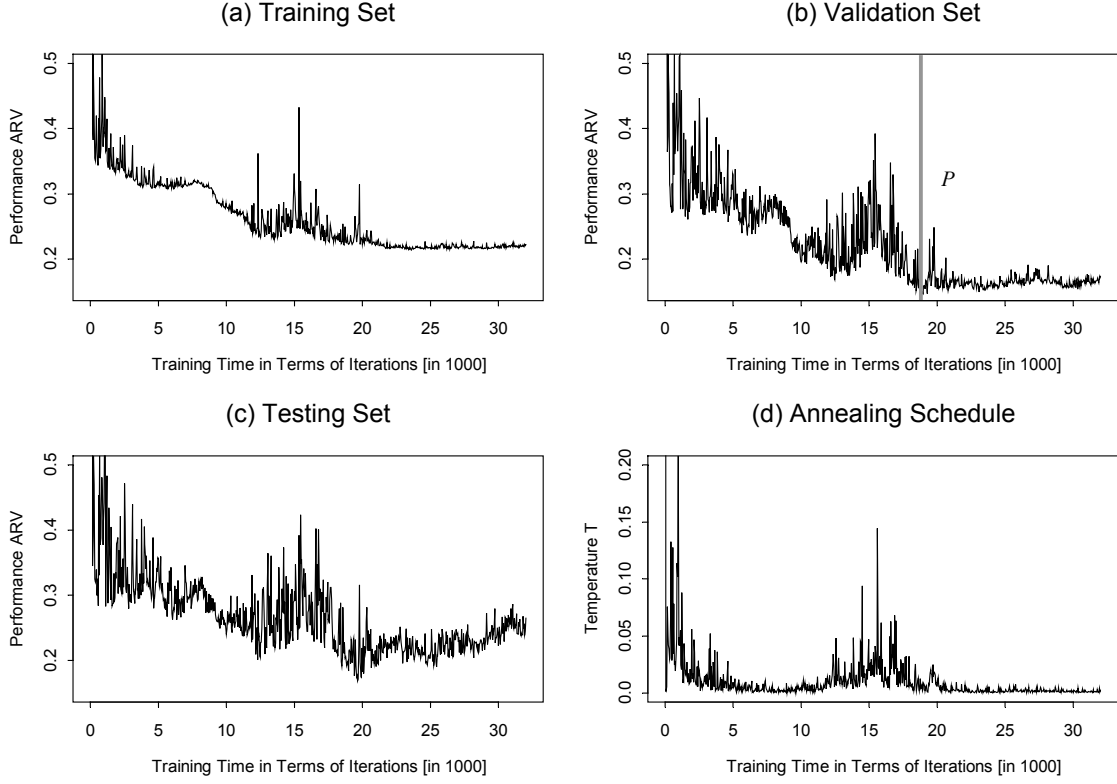 (a) Training Set
Performance ARV
0.5
0.4
0.3
0.2
0 5 10 15 20 25 30
Training Time in Terms of Iterations [in 1000]
(b) Validation Set
Performance ARV
0.5
0.4
0.3
0.2
P
0 5 10 15 20 25 30
Training Time in Terms of Iterations [in 1000]
(c) Testing Set
Performance ARV
0.5
0.4
0.3
0.2
0 5 10 15 20 25 30
Training Time in Terms of Iterations [in 1000]
(d) Annealing Schedule
Temperature T
0.20
0.15
0.10
0.05
0.0
0 5 10 15 20 25 30
Training Time in Terms of Iterations [in 1000]